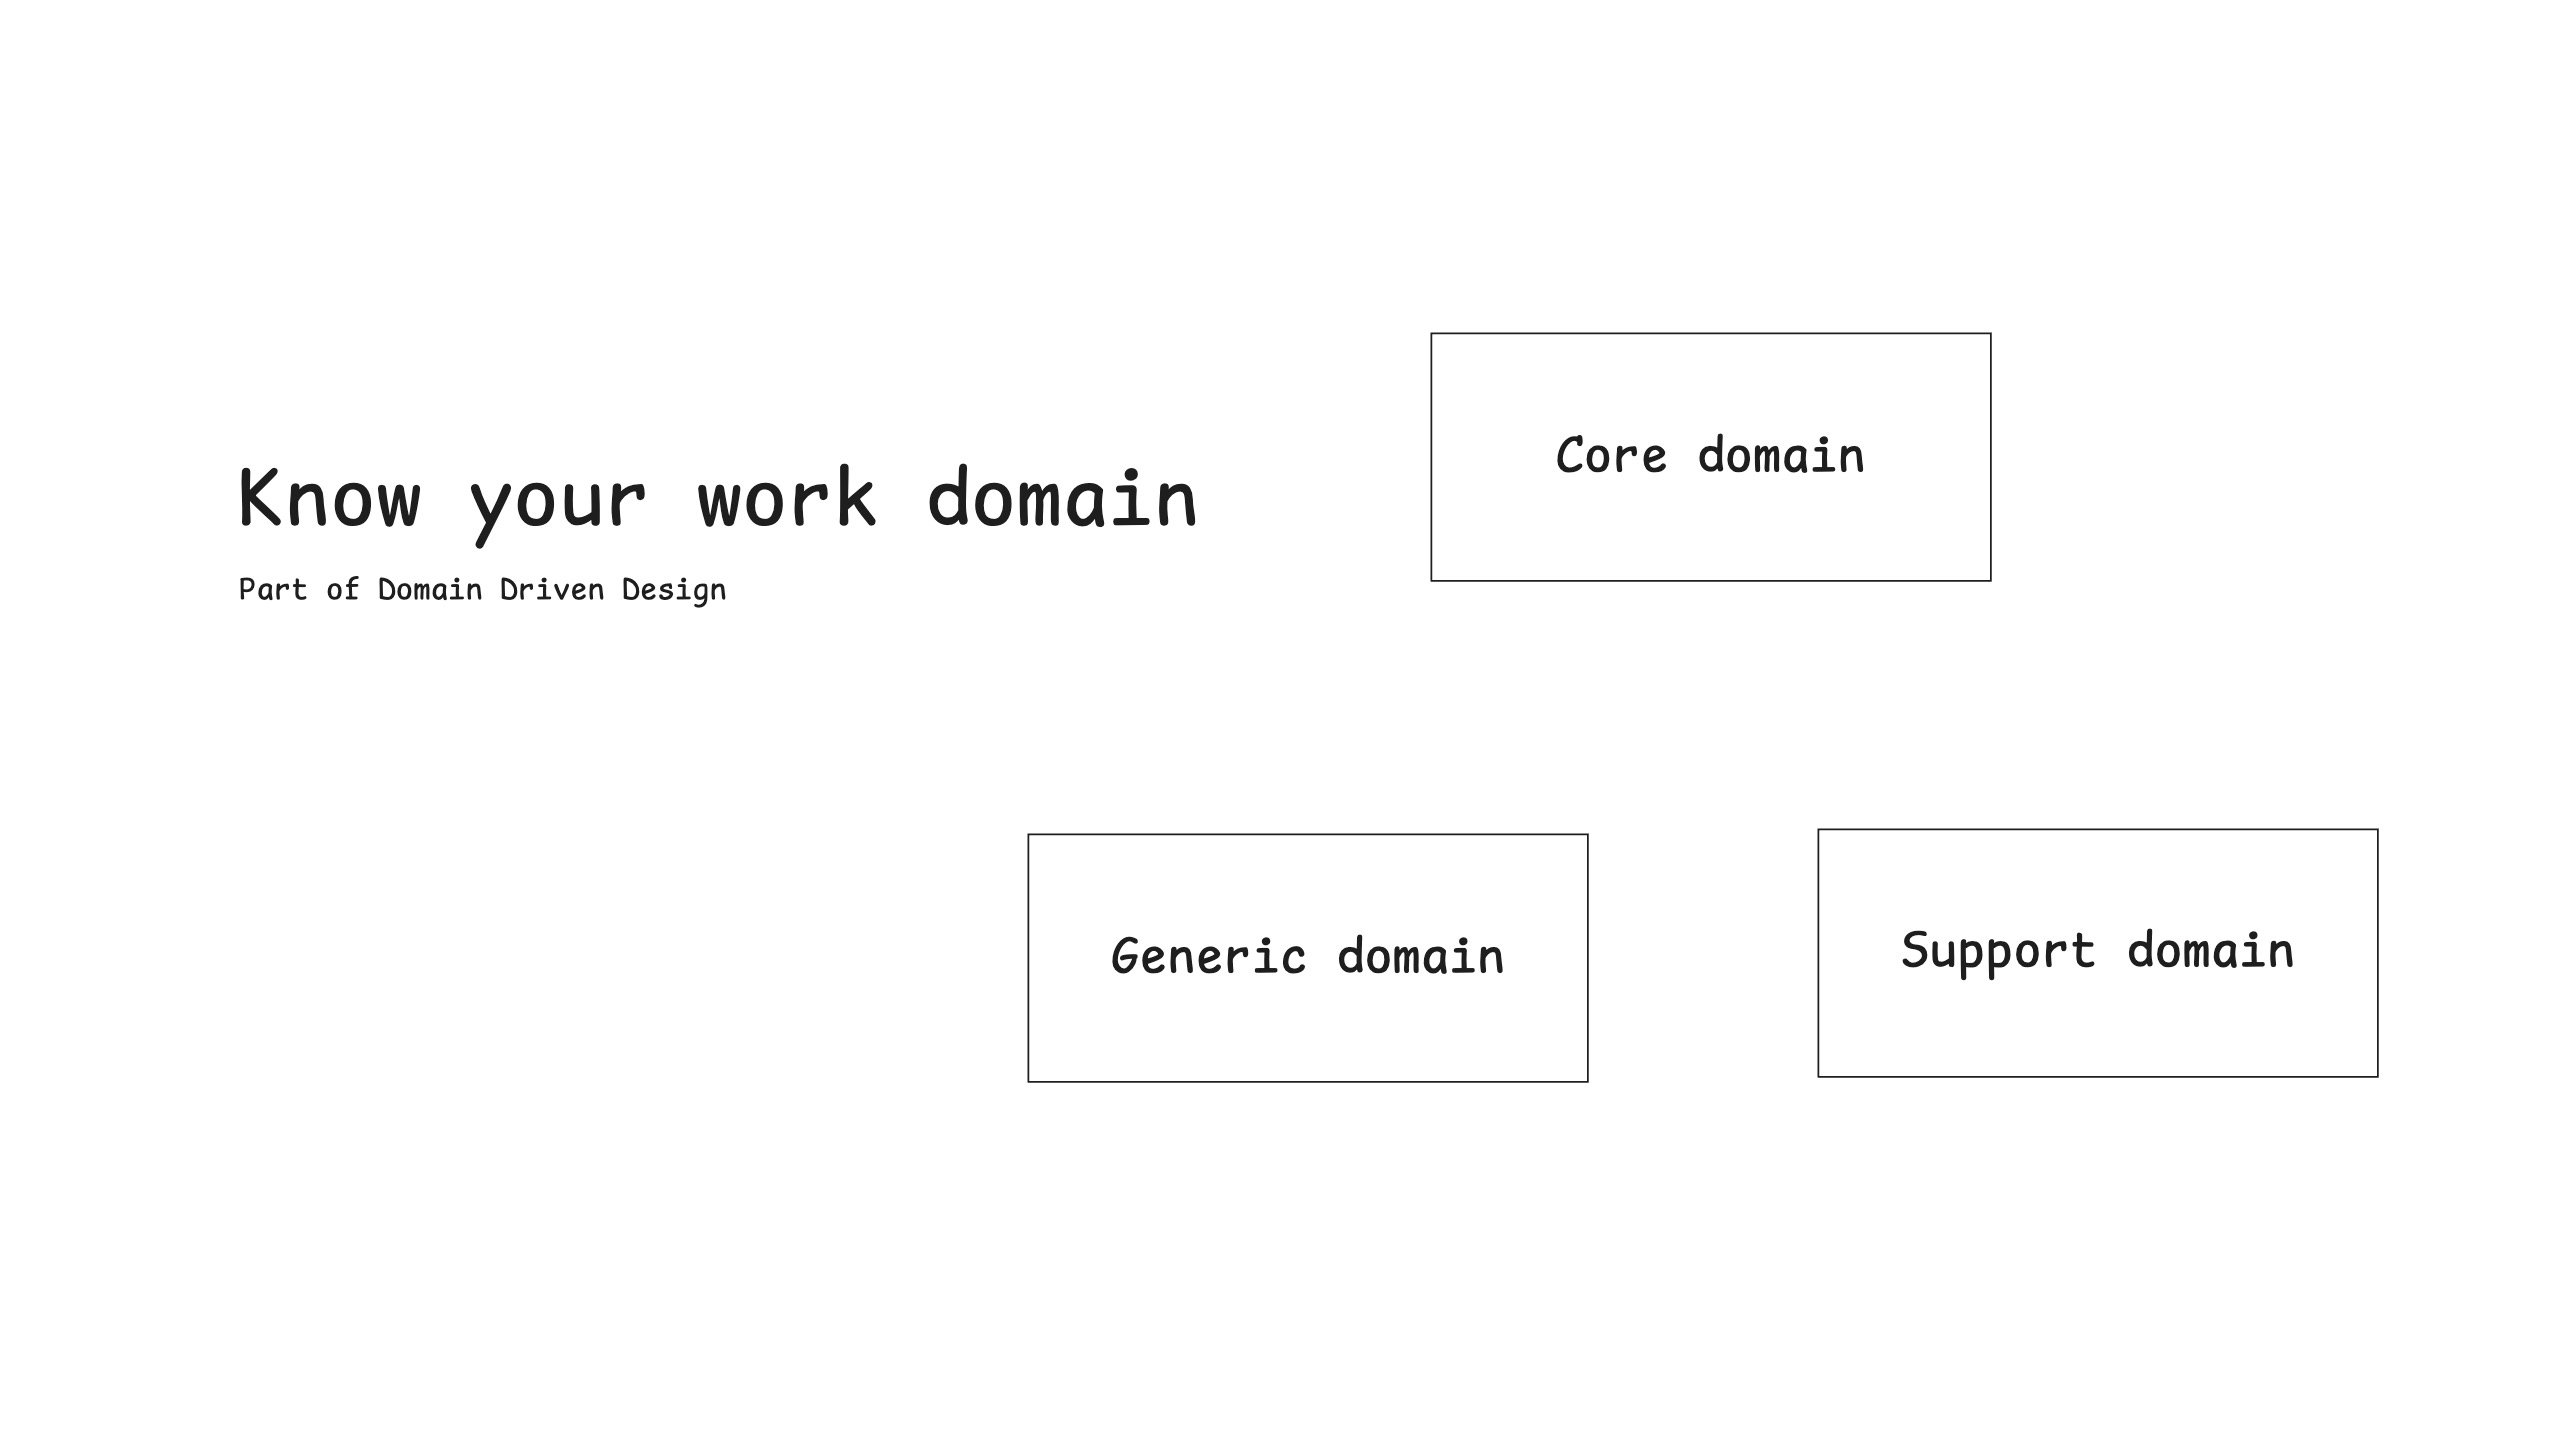 Know your work domain
Part of Domain Driven Design
Core domain
Generic domain
Support domain